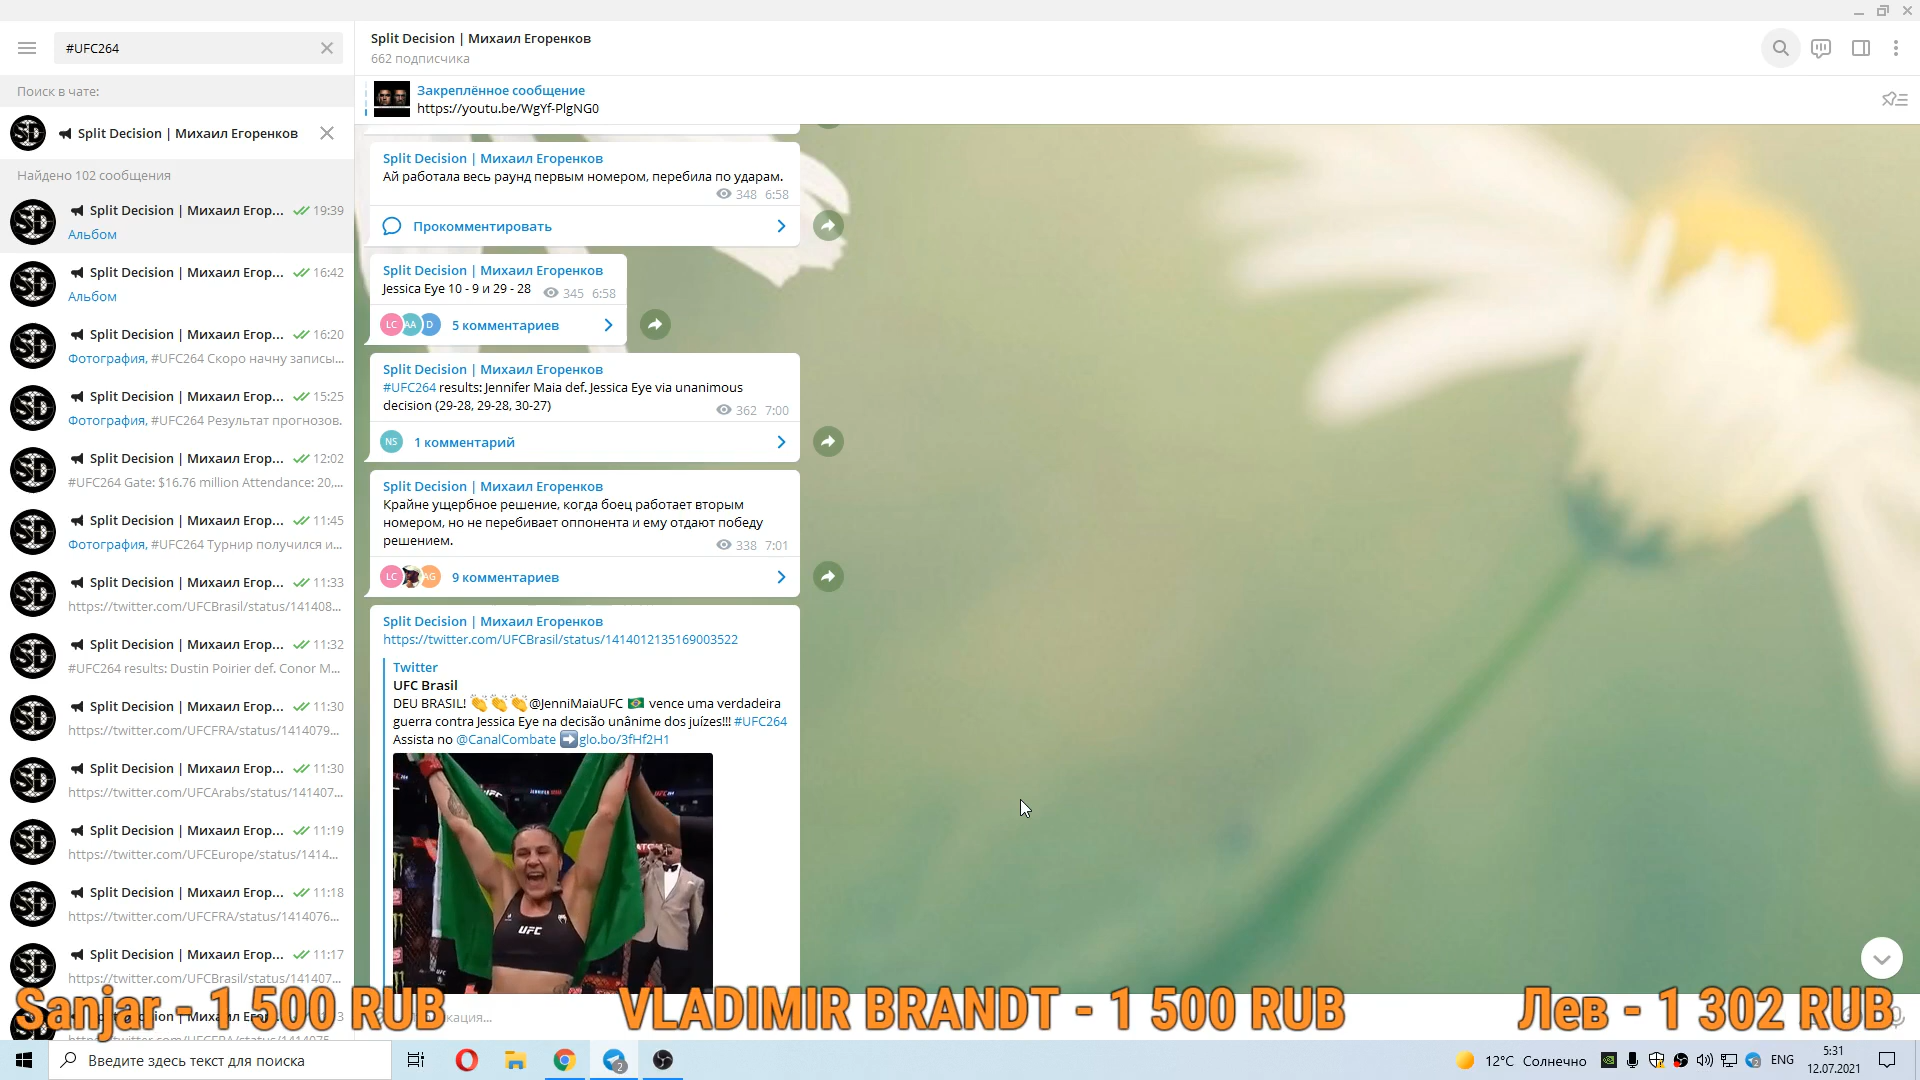 #UFC264
Поиск в чате:
Split Decision | Михаил Егоренков
Найдено 102 сообщения
Split Decision | Михаил Егор... 19:39
Альбом
Split Decision | Михаил Егор... 16:42
Альбом
Split Decision | Михаил Егор... 16:20
Фотография, #UFC264 Скоро начну записы...
Split Decision | Михаил Егор... 15:25
Фотография, #UFC264 Результат прогнозов.
Split Decision | Михаил Егор... 12:02
#UFC264 Gate: $16.76 million Attendance: 20,...
Split Decision | Михаил Егор... 11:45
Фотография, #UFC264 Турнир получился и...
Split Decision | Михаил Егор... 11:33
https://twitter.com/UFCBrasil/status/141408...
Split Decision | Михаил Егор... 11:32
#UFC264 results: Dustin Poirier def. Conor M...
Split Decision | Михаил Егор... 11:30
https://twitter.com/UFCFRA/status/1414079...
Split Decision | Михаил Егор... 11:30
https://twitter.com/UFCArabs/status/141407...
Split Decision | Михаил Егор... 11:19
https://twitter.com/UFCEurope/status/1414...
Split Decision | Михаил Егор... 11:18
https://twitter.com/UFCFRA/status/1414076...
Split Decision | Михаил Егор... 11:17
https://twitter.com/UFCBrasil/status/141407...
Split Decision | Михаил Егоренков
662 подписчика
Закреплённое сообщение
https://youtu.be/WgYf-PlgNG0
Split Decision | Михаил Егоренков
Ай работала весь раунд первым номером, перебила по ударам.
348 6:58
Прокомментировать
Split Decision | Михаил Егоренков
Jessica Eye 10 - 9 и 29 - 28 345 6:58
LC AA D 5 комментариев
Split Decision | Михаил Егоренков
#UFC264 results: Jennifer Maia def. Jessica Eye via unanimous
decision (29-28, 29-28, 30-27) 362 7:00
NS 1 комментарий
Split Decision | Михаил Егоренков
Крайне ущербное решение, когда боец работает вторым
номером, но не перебивает оппонента и ему отдают победу
решением. 338 7:01
LC AG 9 комментариев
Split Decision | Михаил Егоренков
https://twitter.com/UFCBrasil/status/1414012135169003522
Twitter
UFC Brasil
DEU BRASIL! 👏👏👏@JenniMaiaUFC 🇧🇷 vence uma verdadeira
guerra contra Jessica Eye na decisão unânime dos juízes!!! #UFC264
Assista no @CanalCombate ➡️glo.bo/3fHf2H1
UFC
Sanjar - 1 500 RUB VLADIMIR BRANDT - 1 500 RUB Лев - 1 302 RUB
Введите здесь текст для поиска
2
12°C Солнечно
ENG
5:31
12.07.2021